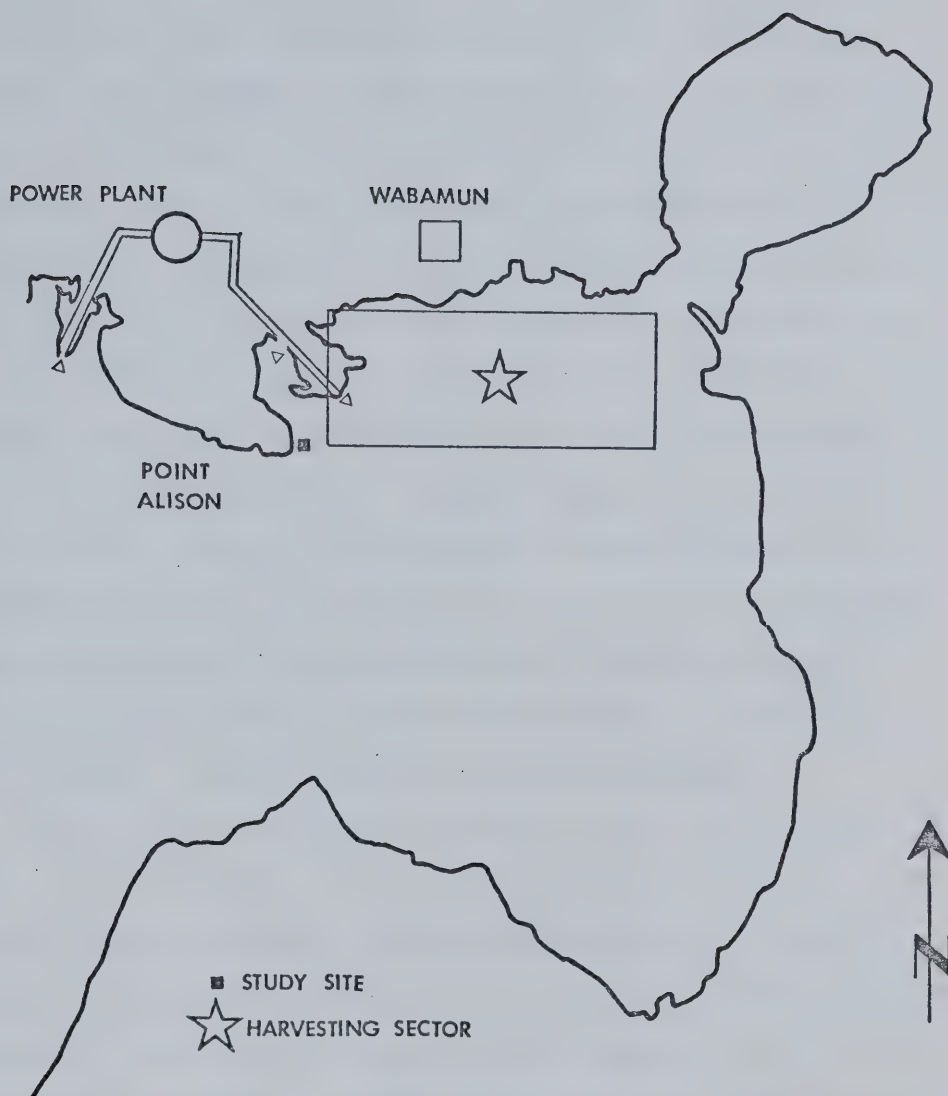 POWER PLANT
WABAMUN
POINT
ALISON
N
STUDY SITE
HARVESTING SECTOR